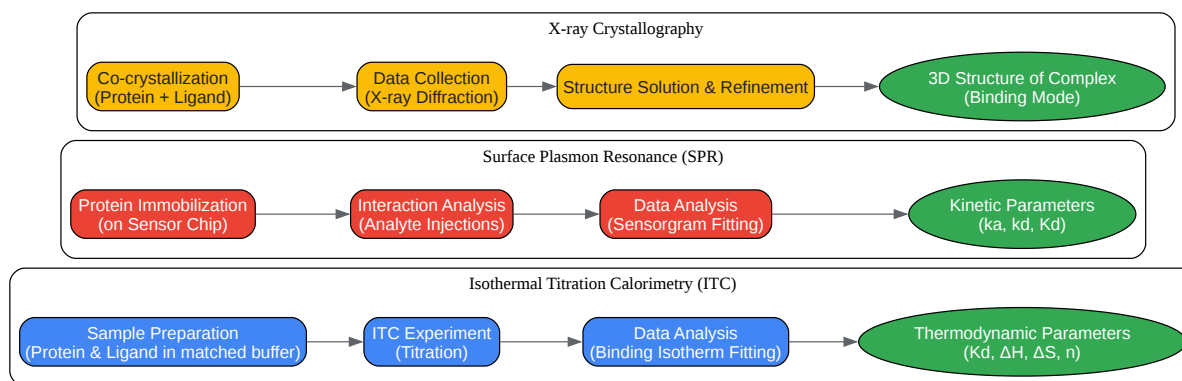 X-ray Crystallography
Co-crystallization
(Protein + Ligand)
Data Collection
(X-ray Diffraction)
Structure Solution & Refinement
3D Structure of Complex
(Binding Mode)
Surface Plasmon Resonance (SPR)
Protein Immobilization
(on Sensor Chip)
Interaction Analysis
(Analyte Injections)
Data Analysis
(Sensorgram Fitting)
Kinetic Parameters
(ka, kd, Kd)
Isothermal Titration Calorimetry (ITC)
Sample Preparation
(Protein & Ligand in matched buffer)
ITC Experiment
(Titration)
Data Analysis
(Binding Isotherm Fitting)
Thermodynamic Parameters
(Kd, ΔH, ΔS, n)